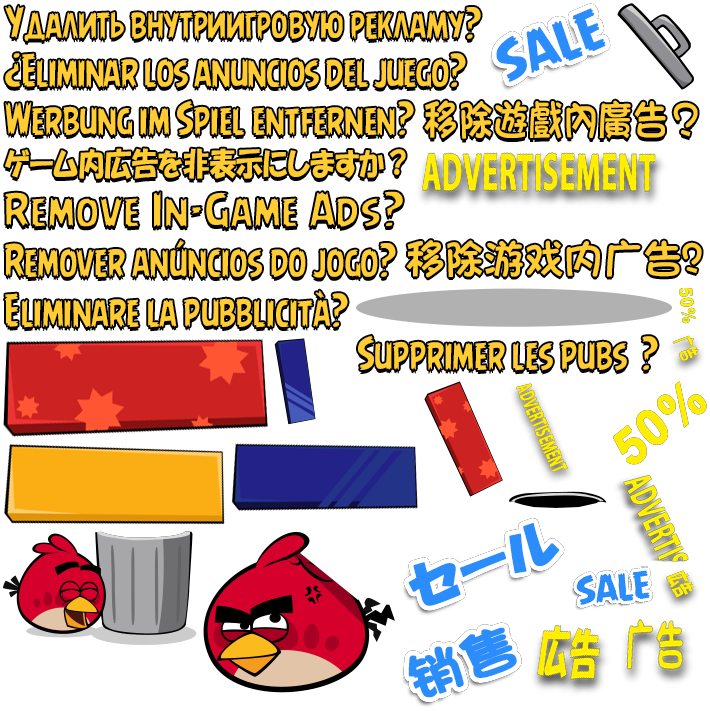 Удалить внутриигровую рекламу?
SALE
¿Eliminar los anuncios del juego?
Werbung im Spiel entfernen?
移除遊戲內廣告？
ゲーム内広告を非表示にしますか？
ADVERTISEMENT
Remove In-Game Ads?
Remover anúncios do jogo?
移除游戏内广告?
Eliminare la pubblicità?
50%
Supprimer les pubs ?
ADVERTISEMENT
50%
ADVERTIS
セール
SALE
销售
広告
广告